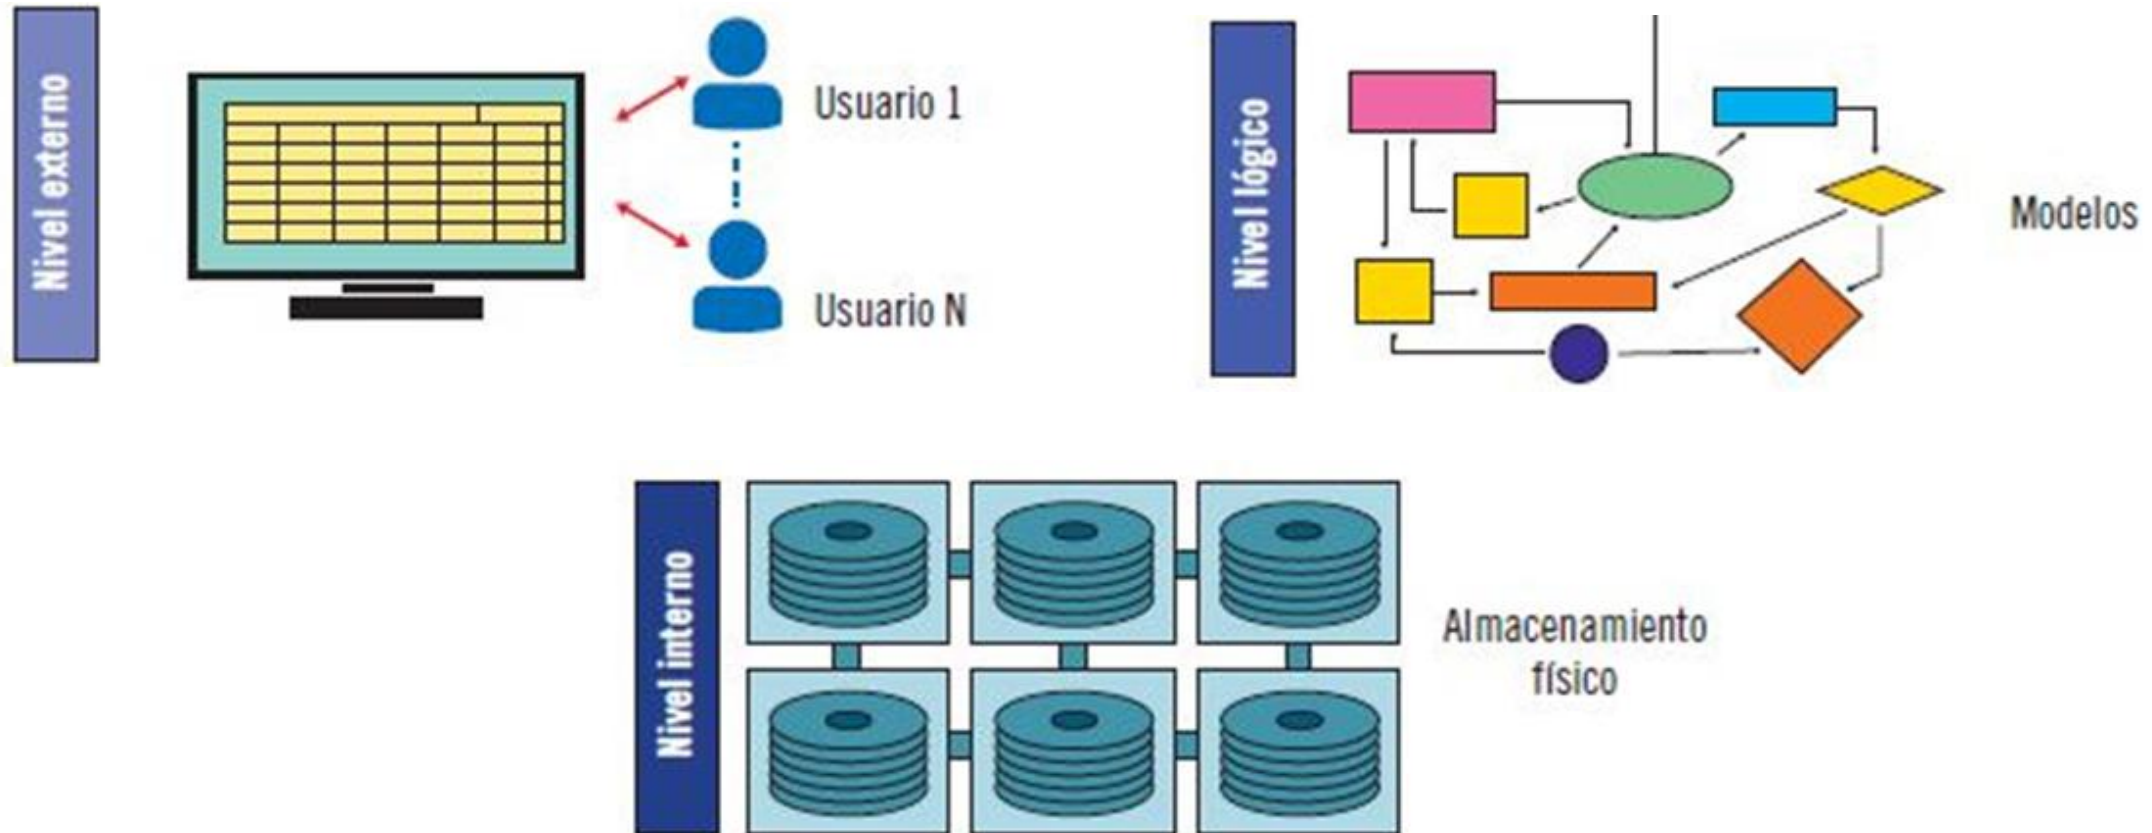 Nivel externo
Usuario 1
Usuario N
Nivel lógico
Modelos
Nivel interno
Almacenamiento
físico